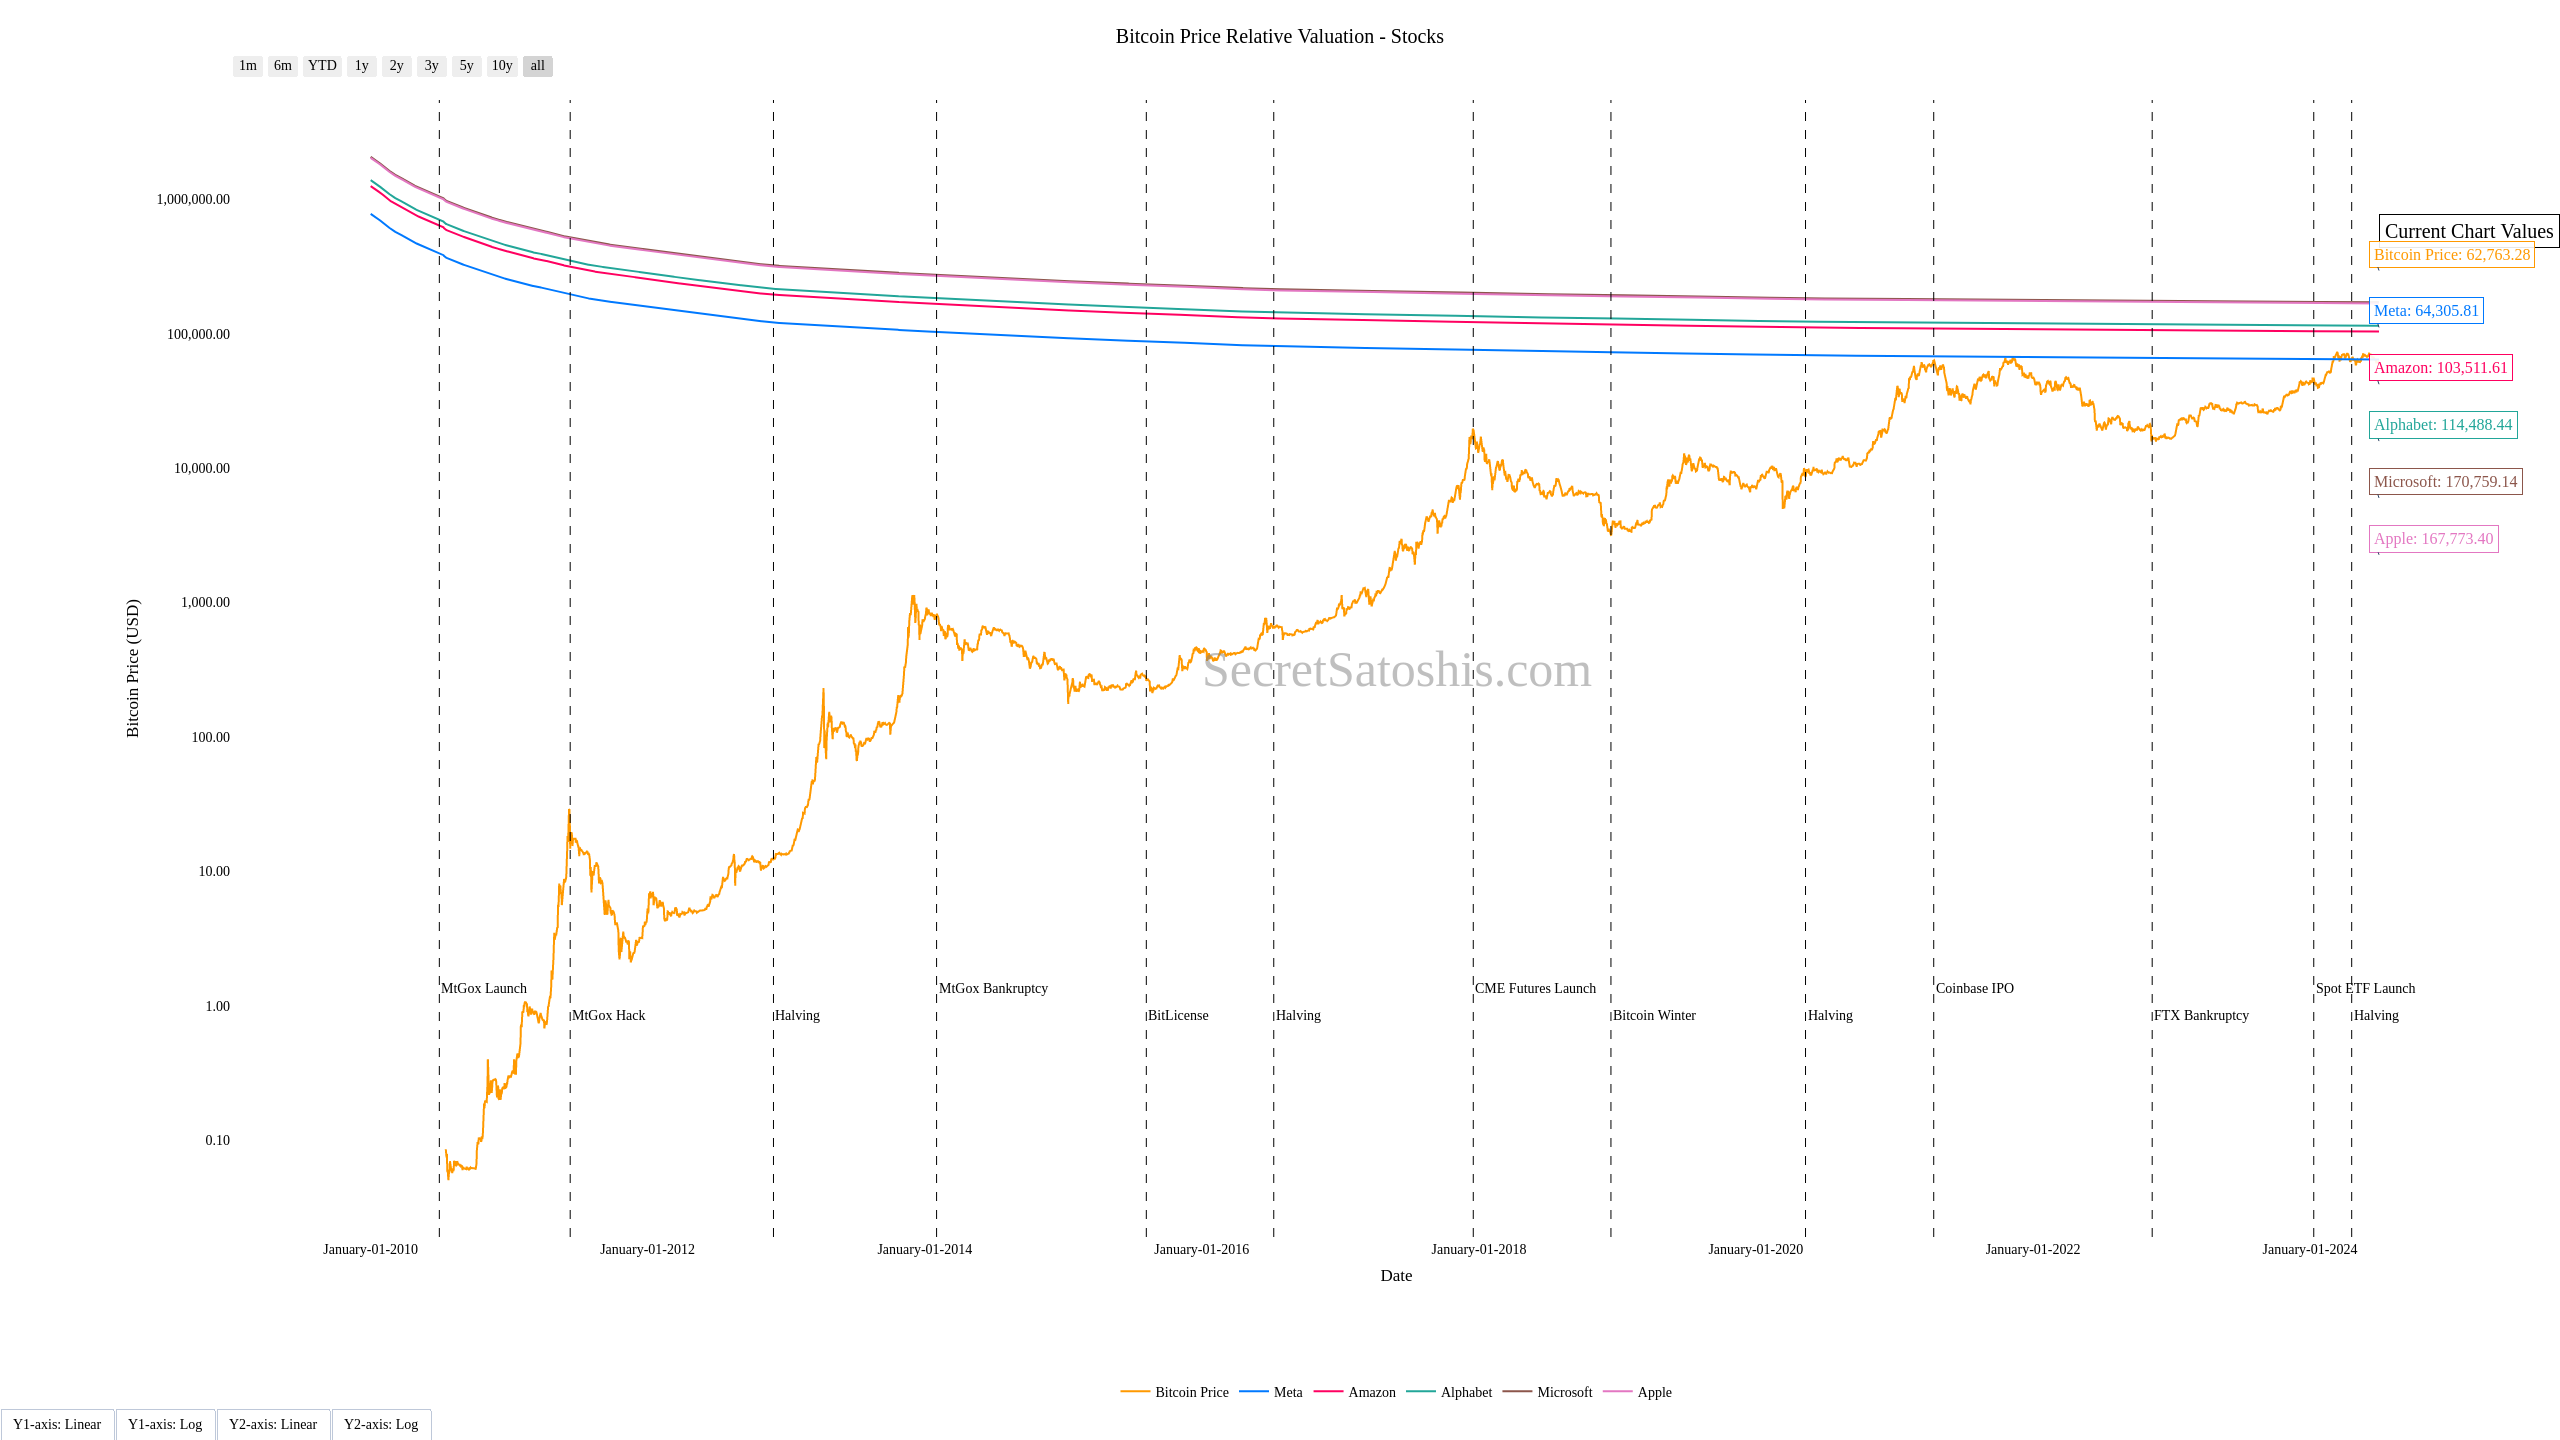 Bitcoin Price Relative Valuation - Stocks
1m 6m YTD 1y 2y 3y 5y 10y all
1,000,000.00
100,000.00
10,000.00
1,000.00
100.00
10.00
1.00
0.10
Bitcoin Price (USD)
Current Chart Values
Bitcoin Price: 62,763.28
Meta: 64,305.81
Amazon: 103,511.61
Alphabet: 114,488.44
Microsoft: 170,759.14
Apple: 167,773.40
SecretSatoshis.com
MtGox Launch
MtGox Hack
Halving
MtGox Bankruptcy
BitLicense
Halving
CME Futures Launch
Bitcoin Winter
Halving
Coinbase IPO
FTX Bankruptcy
Spot ETF Launch
Halving
January-01-2010 January-01-2012 January-01-2014 January-01-2016 January-01-2018 January-01-2020 January-01-2022 January-01-2024
Date
Bitcoin Price Meta Amazon Alphabet Microsoft Apple
Y1-axis: Linear Y1-axis: Log Y2-axis: Linear Y2-axis: Log